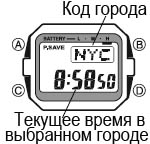 Код города
BATTERY L M H
P.SAVE
NYC
A
B
8:58 50
C
D
Текущее время в
выбранном городе